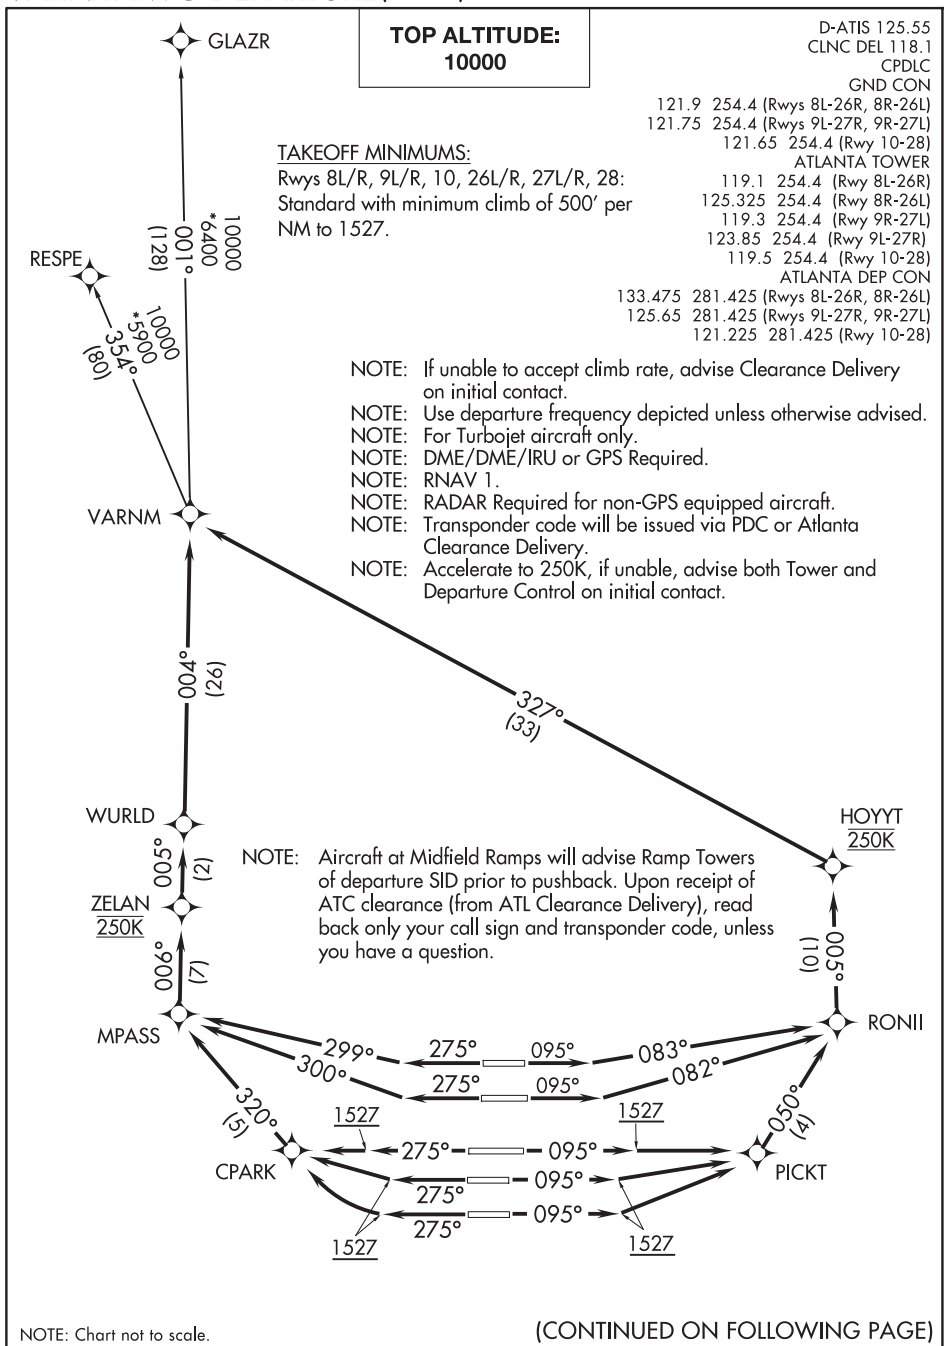 GLAZR
TOP ALTITUDE:
10000
D-ATIS 125.55
CLNC DEL 118.1
CPDLC
GND CON
121.9 254.4 (Rwys 8L-26R, 8R-26L)
121.75 254.4 (Rwys 9L-27R, 9R-27L)
121.65 254.4 (Rwy 10-28)
ATLANTA TOWER
119.1 254.4 (Rwy 8L-26R)
125.325 254.4 (Rwy 8R-26L)
119.3 254.4 (Rwy 9R-27L)
123.85 254.4 (Rwy 9L-27R)
119.5 254.4 (Rwy 10-28)
ATLANTA DEP CON
133.475 281.425 (Rwys 8L-26R, 8R-26L)
125.65 281.425 (Rwys 9L-27R, 9R-27L)
121.225 281.425 (Rwy 10-28)
TAKEOFF MINIMUMS:
Rwys 8L/R, 9L/R, 10, 26L/R, 27L/R, 28:
Standard with minimum climb of 500' per
NM to 1527.
10000
*6400
001°
(128)
RESPE
10000
*5900
354°
(80)
NOTE: If unable to accept climb rate, advise Clearance Delivery
on initial contact.
NOTE: Use departure frequency depicted unless otherwise advised.
NOTE: For Turbojet aircraft only.
NOTE: DME/DME/IRU or GPS Required.
NOTE: RNAV 1.
NOTE: RADAR Required for non-GPS equipped aircraft.
NOTE: Transponder code will be issued via PDC or Atlanta
Clearance Delivery.
NOTE: Accelerate to 250K, if unable, advise both Tower and
Departure Control on initial contact.
VARNM
004°
(26)
327°
(33)
WURLD
HOYYT
250K
005°
(2)
NOTE: Aircraft at Midfield Ramps will advise Ramp Towers
of departure SID prior to pushback. Upon receipt of
ATC clearance (from ATL Clearance Delivery), read
back only your call sign and transponder code, unless
you have a question.
ZELAN
250K
006°
(7)
005°
(10)
MPASS
RONII
299°
275°
095°
083°
300°
275°
095°
082°
320°
(5)
1527
1527
050°
(4)
CPARK
275°
095°
PICKT
275°
095°
275°
095°
1527
1527
NOTE: Chart not to scale.
(CONTINUED ON FOLLOWING PAGE)